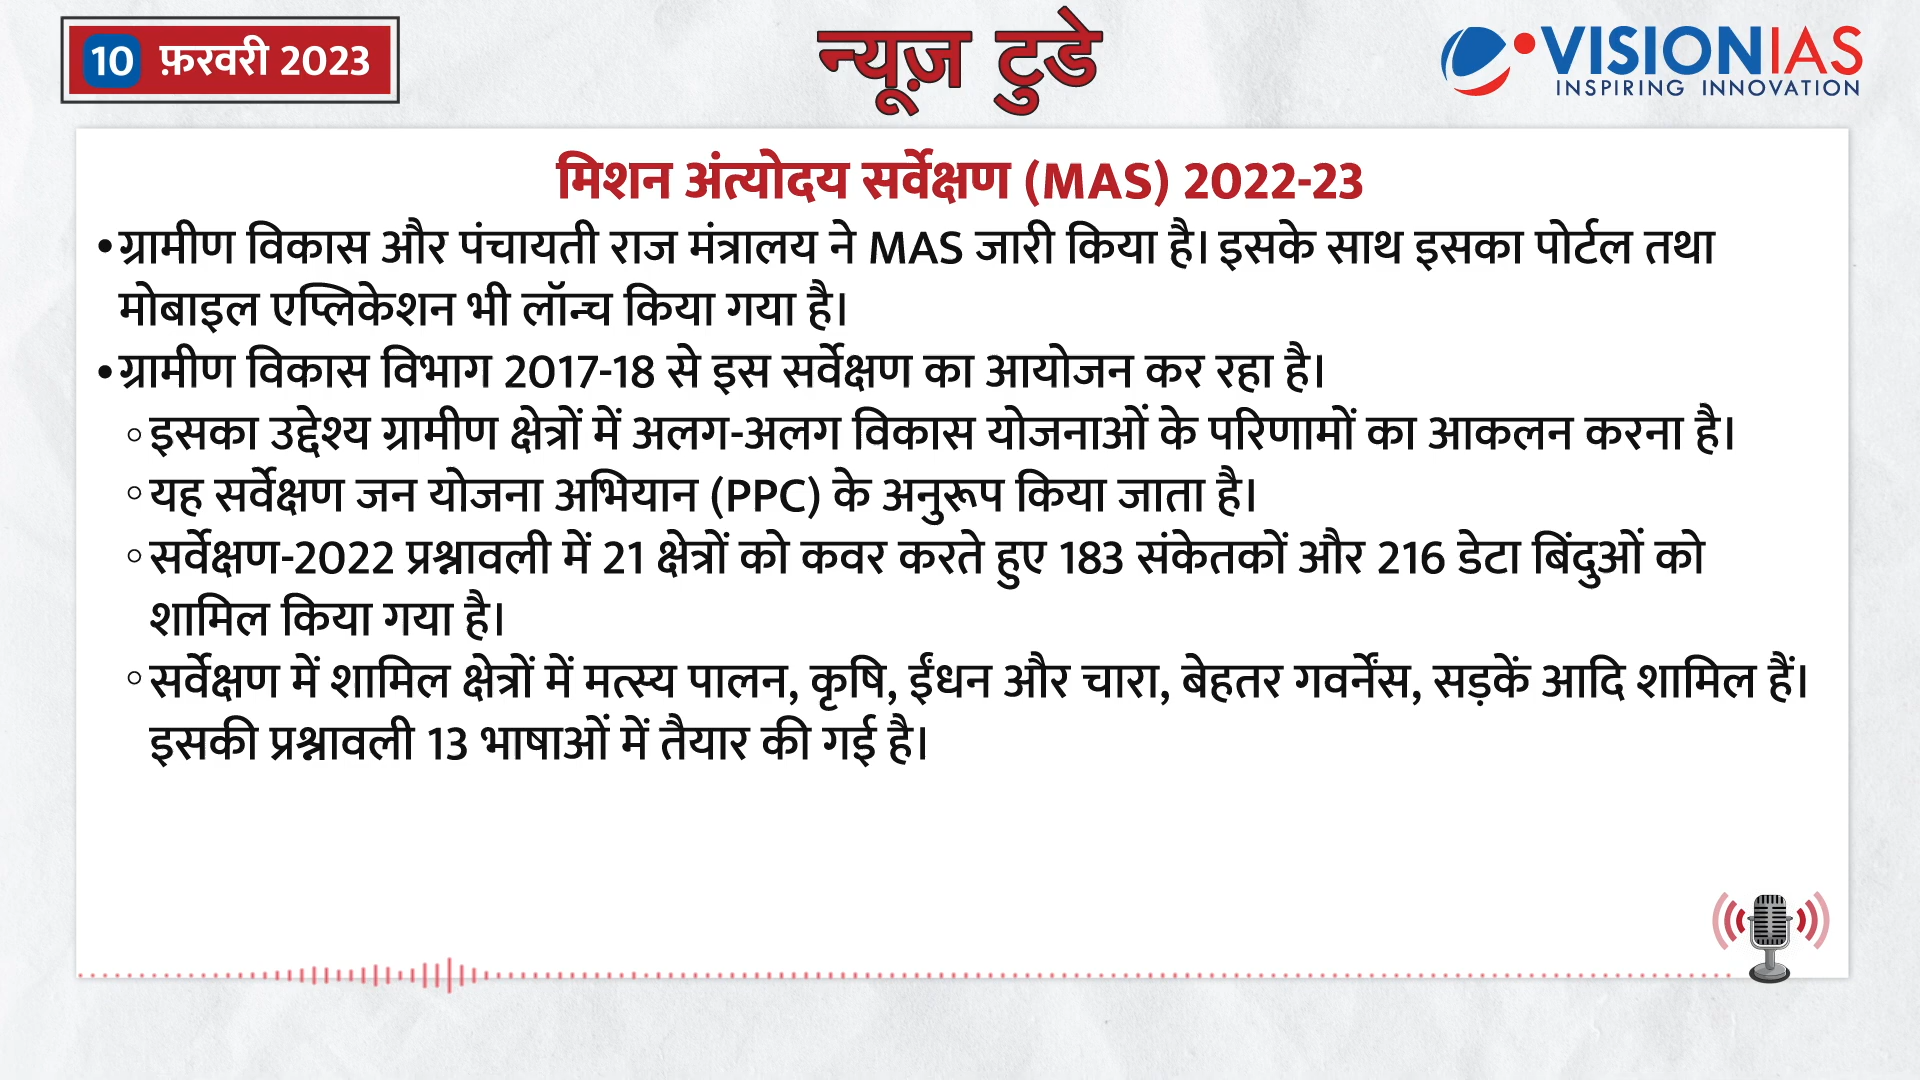 10 फ़रवरी 2023
न्यूज़ टुडे
VISIONIAS
INSPIRING INNOVATION
मिशन अंत्योदय सर्वेक्षण (MAS) 2022-23
•ग्रामीण विकास और पंचायती राज मंत्रालय ने MAS जारी किया है। इसके साथ इसका पोर्टल तथा
मोबाइल एप्लिकेशन भी लॉन्च किया गया है।
•ग्रामीण विकास विभाग 2017-18 से इस सर्वेक्षण का आयोजन कर रहा है।
◦इसका उद्देश्य ग्रामीण क्षेत्रों में अलग-अलग विकास योजनाओं के परिणामों का आकलन करना है।
◦यह सर्वेक्षण जन योजना अभियान (PPC) के अनुरूप किया जाता है।
◦सर्वेक्षण-2022 प्रश्नावली में 21 क्षेत्रों को कवर करते हुए 183 संकेतकों और 216 डेटा बिंदुओं को
शामिल किया गया है।
◦सर्वेक्षण में शामिल क्षेत्रों में मत्स्य पालन, कृषि, ईंधन और चारा, बेहतर गवर्नेंस, सड़कें आदि शामिल हैं।
इसकी प्रश्नावली 13 भाषाओं में तैयार की गई है।